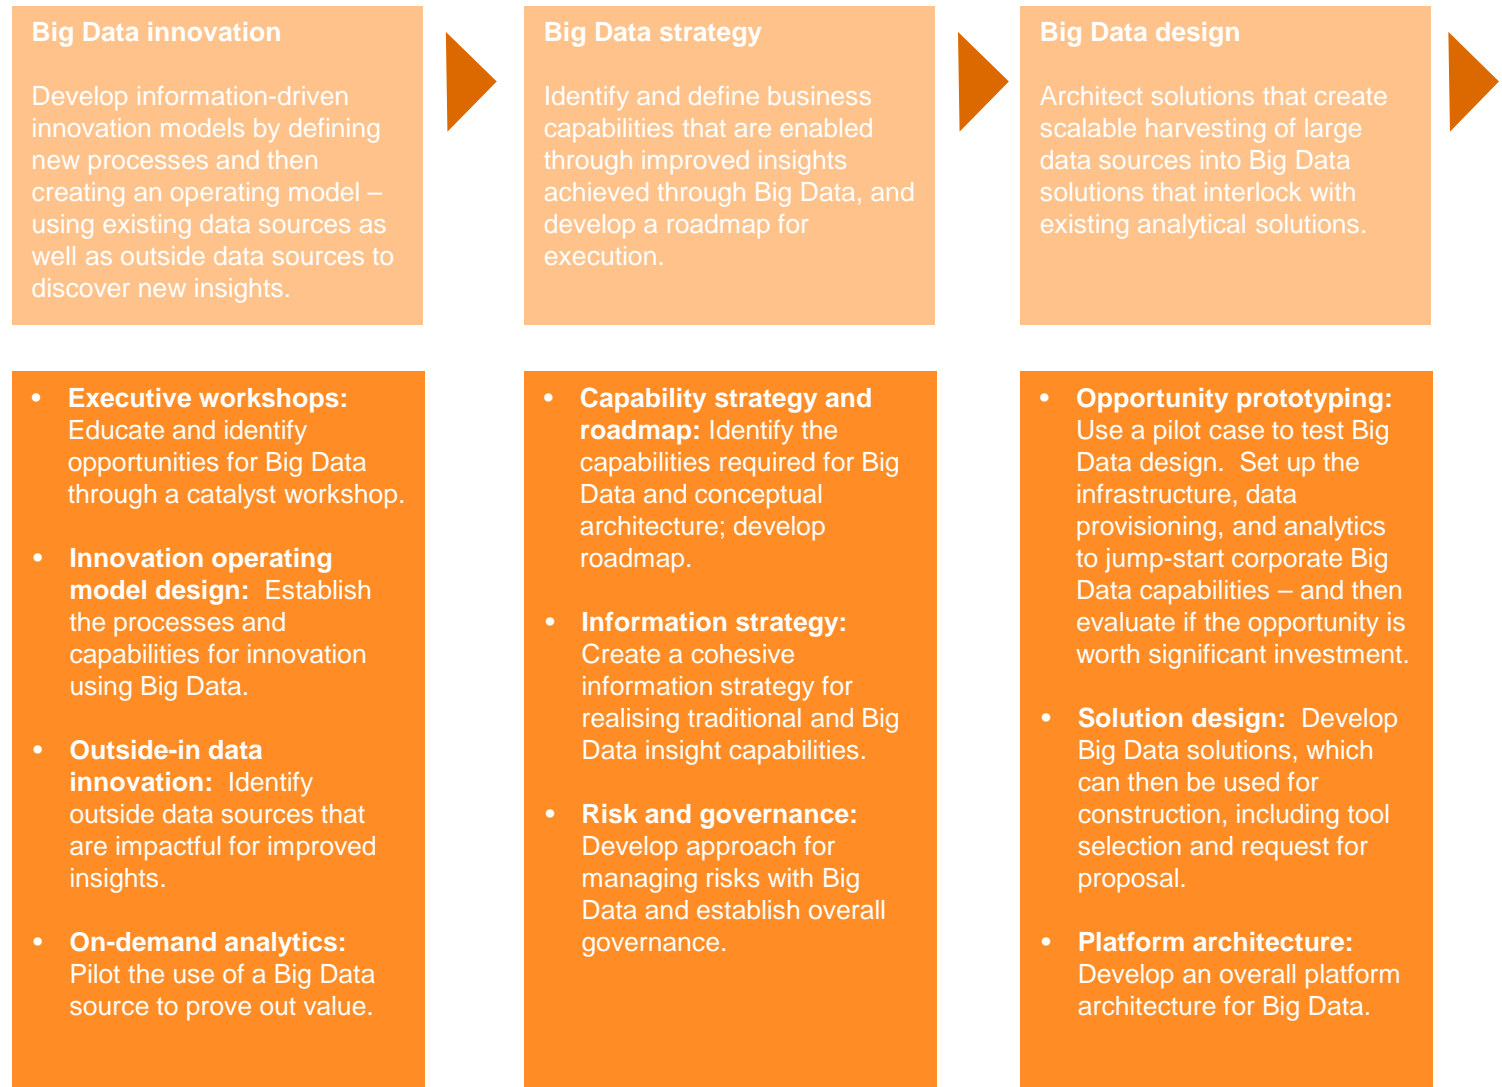 Big Data innovation
Develop information-driven
innovation models by defining
new processes and then
creating an operating model –
using existing data sources as
well as outside data sources to
discover new insights.
Big Data strategy
Identify and define business
capabilities that are enabled
through improved insights
achieved through Big Data, and
develop a roadmap for
execution.
Big Data design
Architect solutions that create
scalable harvesting of large
data sources into Big Data
solutions that interlock with
existing analytical solutions.
• Executive workshops:
Educate and identify
opportunities for Big Data
through a catalyst workshop.
• Innovation operating
model design: Establish
the processes and
capabilities for innovation
using Big Data.
• Outside-in data
innovation: Identify
outside data sources that
are impactful for improved
insights.
• On-demand analytics:
Pilot the use of a Big Data
source to prove out value.
• Capability strategy and
roadmap: Identify the
capabilities required for Big
Data and conceptual
architecture; develop
roadmap.
• Information strategy:
Create a cohesive
information strategy for
realising traditional and Big
Data insight capabilities.
• Risk and governance:
Develop approach for
managing risks with Big
Data and establish overall
governance.
• Opportunity prototyping:
Use a pilot case to test Big
Data design. Set up the
infrastructure, data
provisioning, and analytics
to jump-start corporate Big
Data capabilities – and then
evaluate if the opportunity is
worth significant investment.
• Solution design: Develop
Big Data solutions, which
can then be used for
construction, including tool
selection and request for
proposal.
• Platform architecture:
Develop an overall platform
architecture for Big Data.